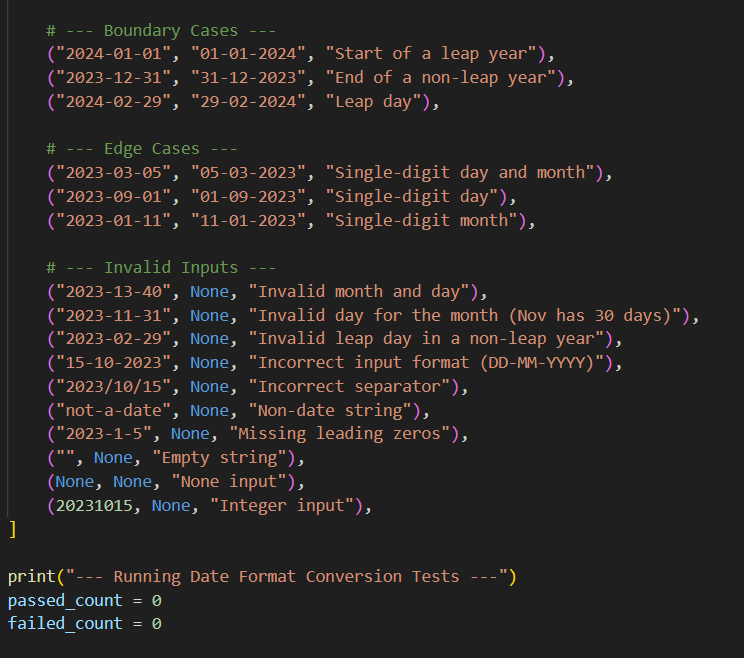 # --- Boundary Cases ---
("2024-01-01", "01-01-2024", "Start of a leap year"),
("2023-12-31", "31-12-2023", "End of a non-leap year"),
("2024-02-29", "29-02-2024", "Leap day"),
# --- Edge Cases ---
("2023-03-05", "05-03-2023", "Single-digit day and month"),
("2023-09-01", "01-09-2023", "Single-digit day"),
("2023-01-11", "11-01-2023", "Single-digit month"),
# --- Invalid Inputs ---
("2023-13-40", None, "Invalid month and day"),
("2023-11-31", None, "Invalid day for the month (Nov has 30 days)"),
("2023-02-29", None, "Invalid leap day in a non-leap year"),
("15-10-2023", None, "Incorrect input format (DD-MM-YYYY)"),
("2023/10/15", None, "Incorrect separator"),
("not-a-date", None, "Non-date string"),
("2023-1-5", None, "Missing leading zeros"),
("", None, "Empty string"),
(None, None, "None input"),
(20231015, None, "Integer input"),
]
print("--- Running Date Format Conversion Tests ---")
passed_count = 0
failed_count = 0